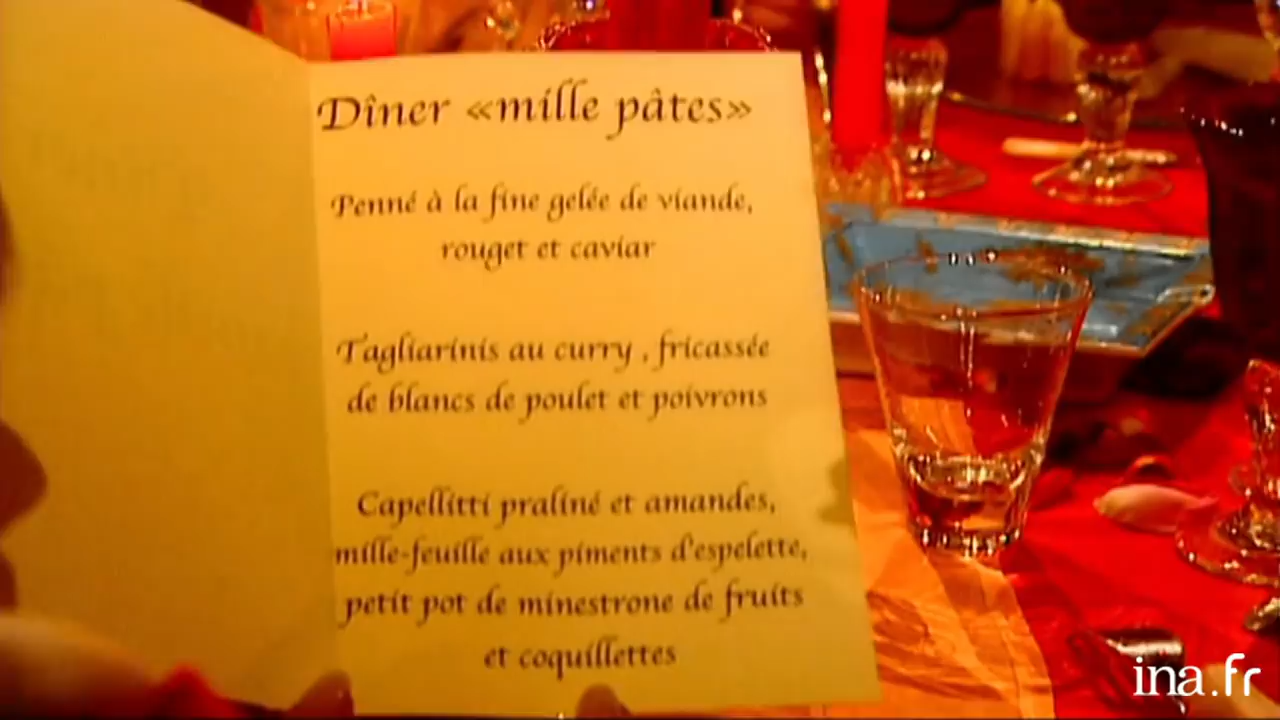 Dîner «mille pâtes»
Penné à la fine gelée de viande,
rouget et caviar
Tagliarinis au curry , fricassée
de blancs de poulet et poivrons
Capellitti praliné et amandes,
mille-feuille aux piments d'espelette,
petit pot de minestrone de fruits
et coquillettes
ina.fr